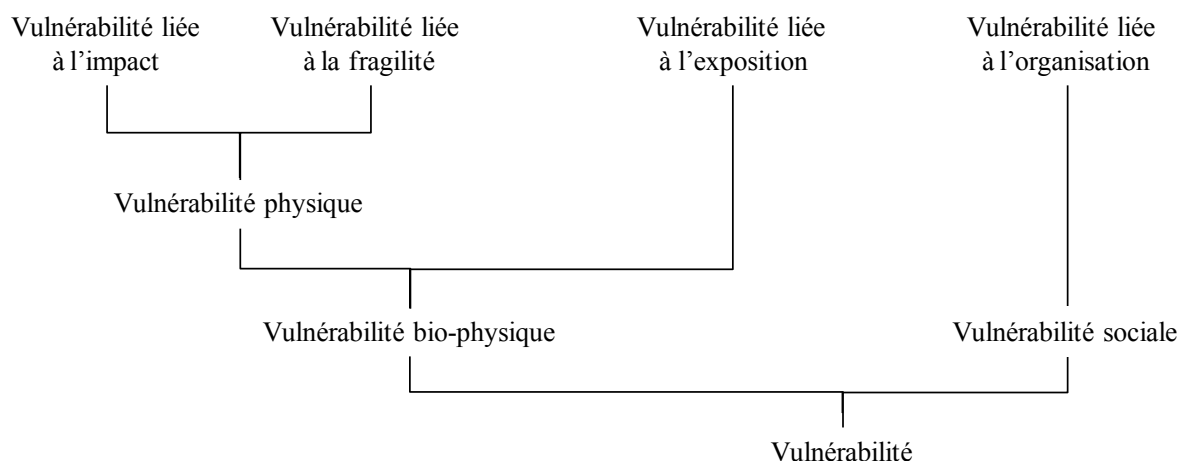 Vulnérabilité liée
à l’impact
Vulnérabilité liée
à la fragilité
Vulnérabilité liée
à l’exposition
Vulnérabilité liée
à l’organisation
Vulnérabilité physique
Vulnérabilité bio-physique
Vulnérabilité sociale
Vulnérabilité